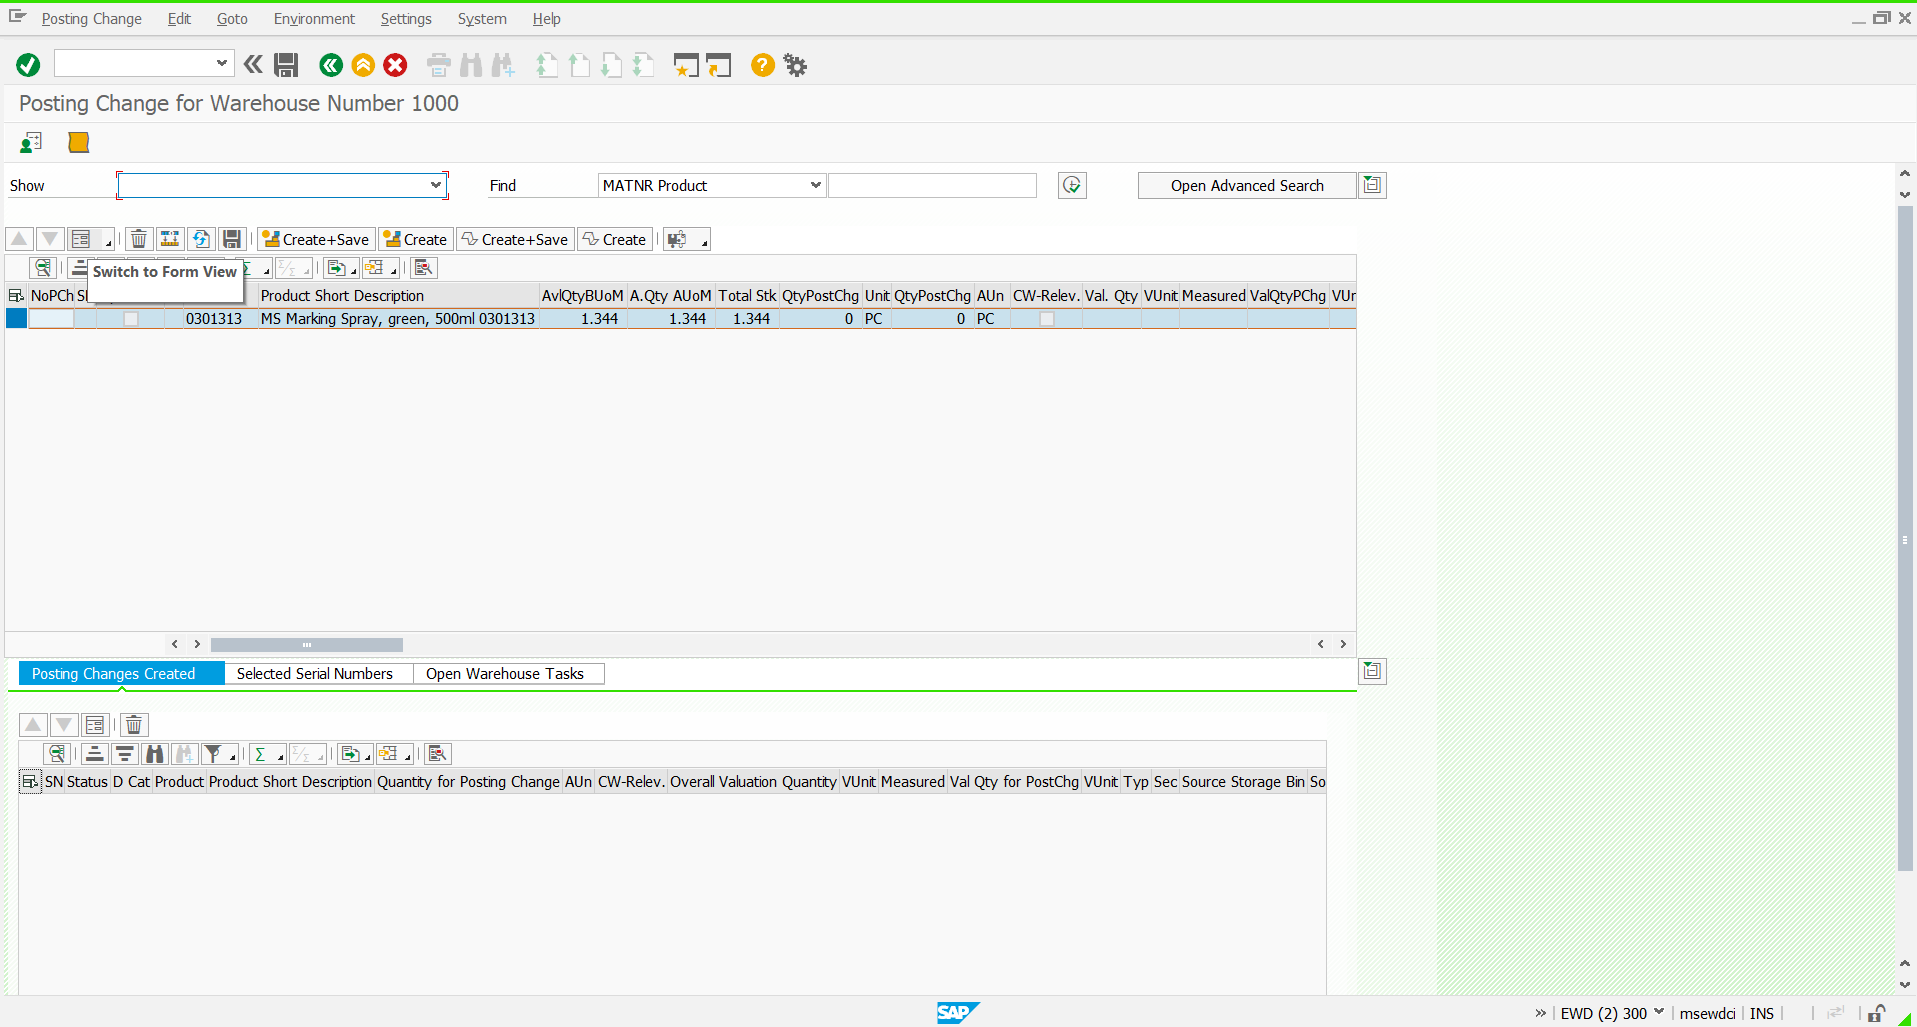 Posting Change Edit Goto Environment Settings System Help
Posting Change for Warehouse Number 1000
Show Find MATNR Product Open Advanced Search
Create+Save Create Create+Save Create
Switch to Form View
NoPCh Product Short Description AvlQtyBUoM A.Qty AUoM Total Stk QtyPostChg Unit QtyPostChg AUn CW-Relev. Val. Qty VUnit Measured ValQtyPChg
0301313 MS Marking Spray, green, 500ml 0301313 1.344 1.344 1.344 0 PC 0 PC
Posting Changes Created Selected Serial Numbers Open Warehouse Tasks
SN Status D Cat Product Product Short Description Quantity for Posting Change AUn CW-Relev. Overall Valuation Quantity VUnit Measured Val Qty for PostChg VUnit Typ Sec Source Storage Bin So
SAP EWD (2) 300 msewdci INS